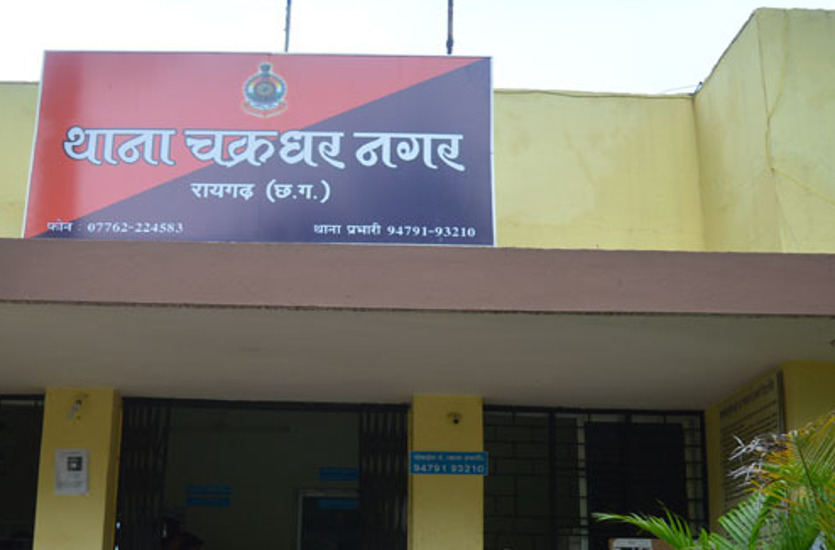 थाना चक्रधर नगर
रायगढ़ (छ.ग.)
फोन : 07762-224583 थाना प्रभारी 94791-93210
94791 93210